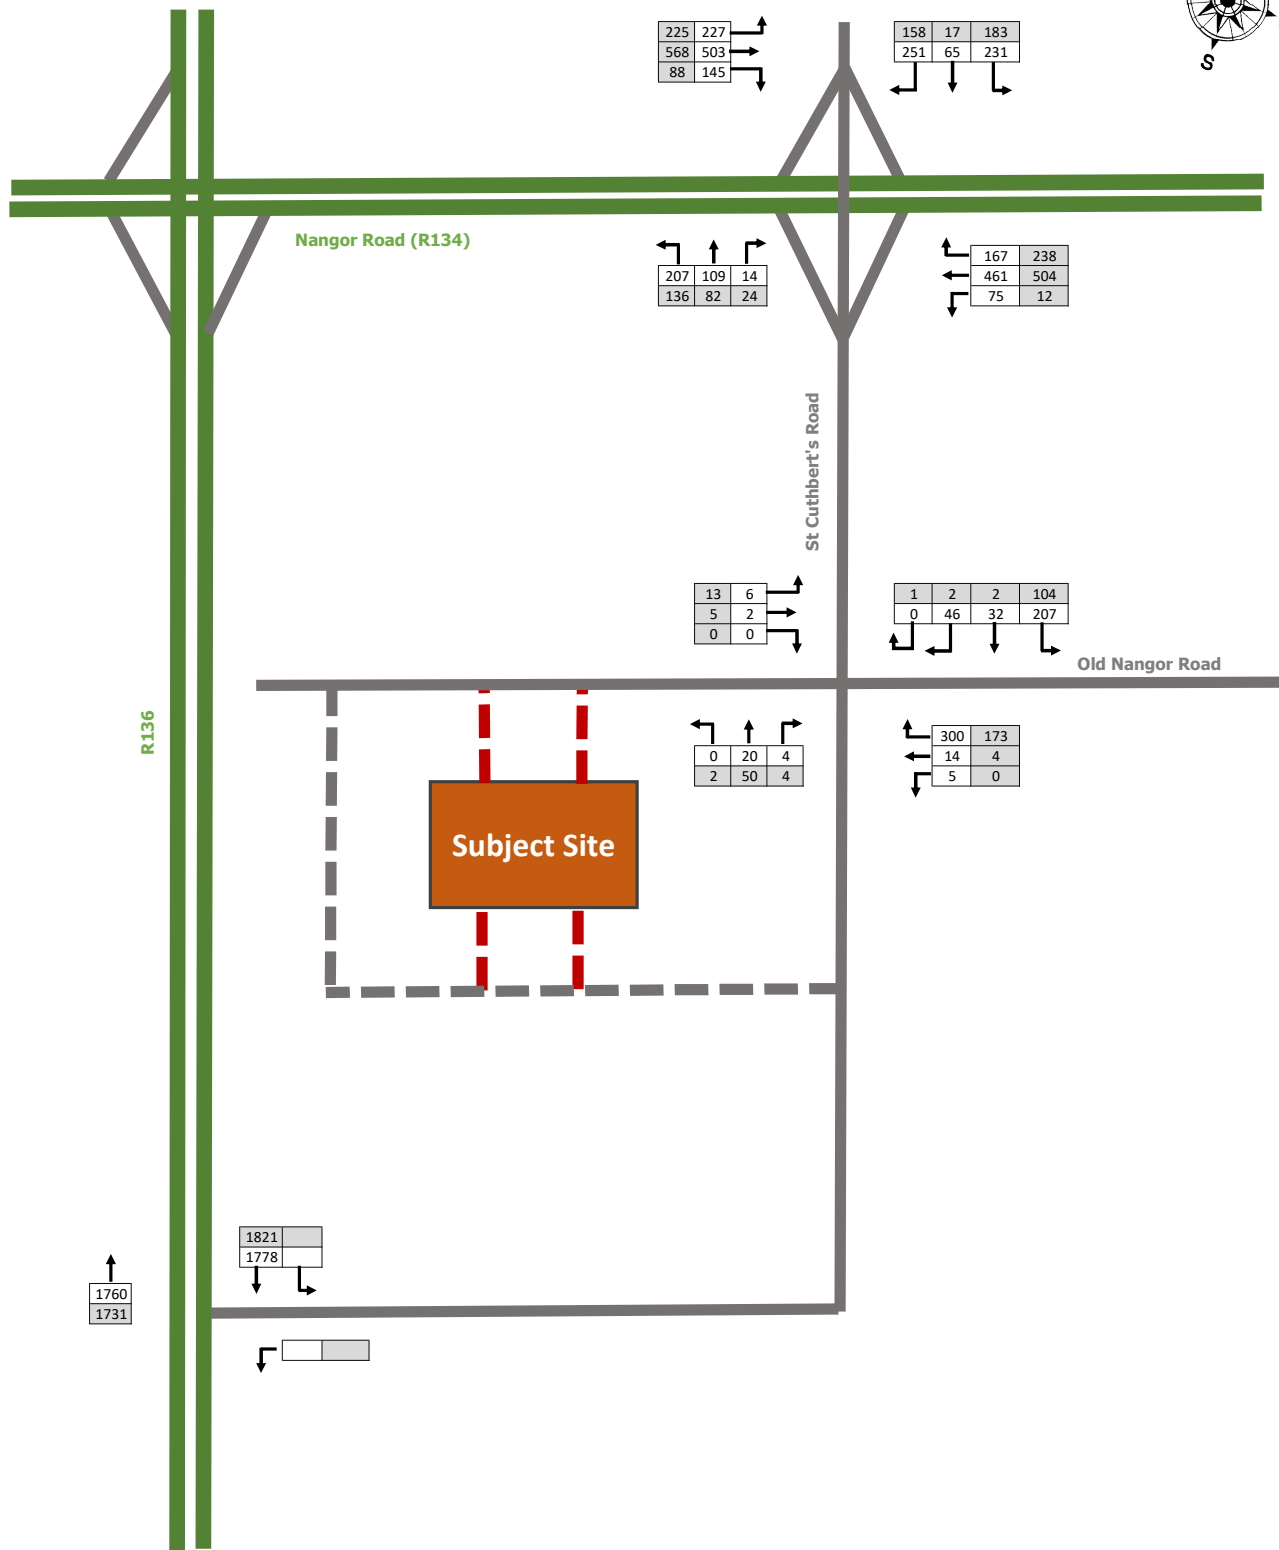 225 227
568 503
88 145
158 17 183
251 65 231
S
Nangor Road (R134)
207 109 14
136 82 24
167 238
461 504
75 12
St Cuthbert's Road
13 6
5 2
0 0
1 2 2 104
0 46 32 207
Old Nangor Road
R136
0 20 4
2 50 4
300 173
14 4
5 0
Subject Site
1821
1778
1760
1731